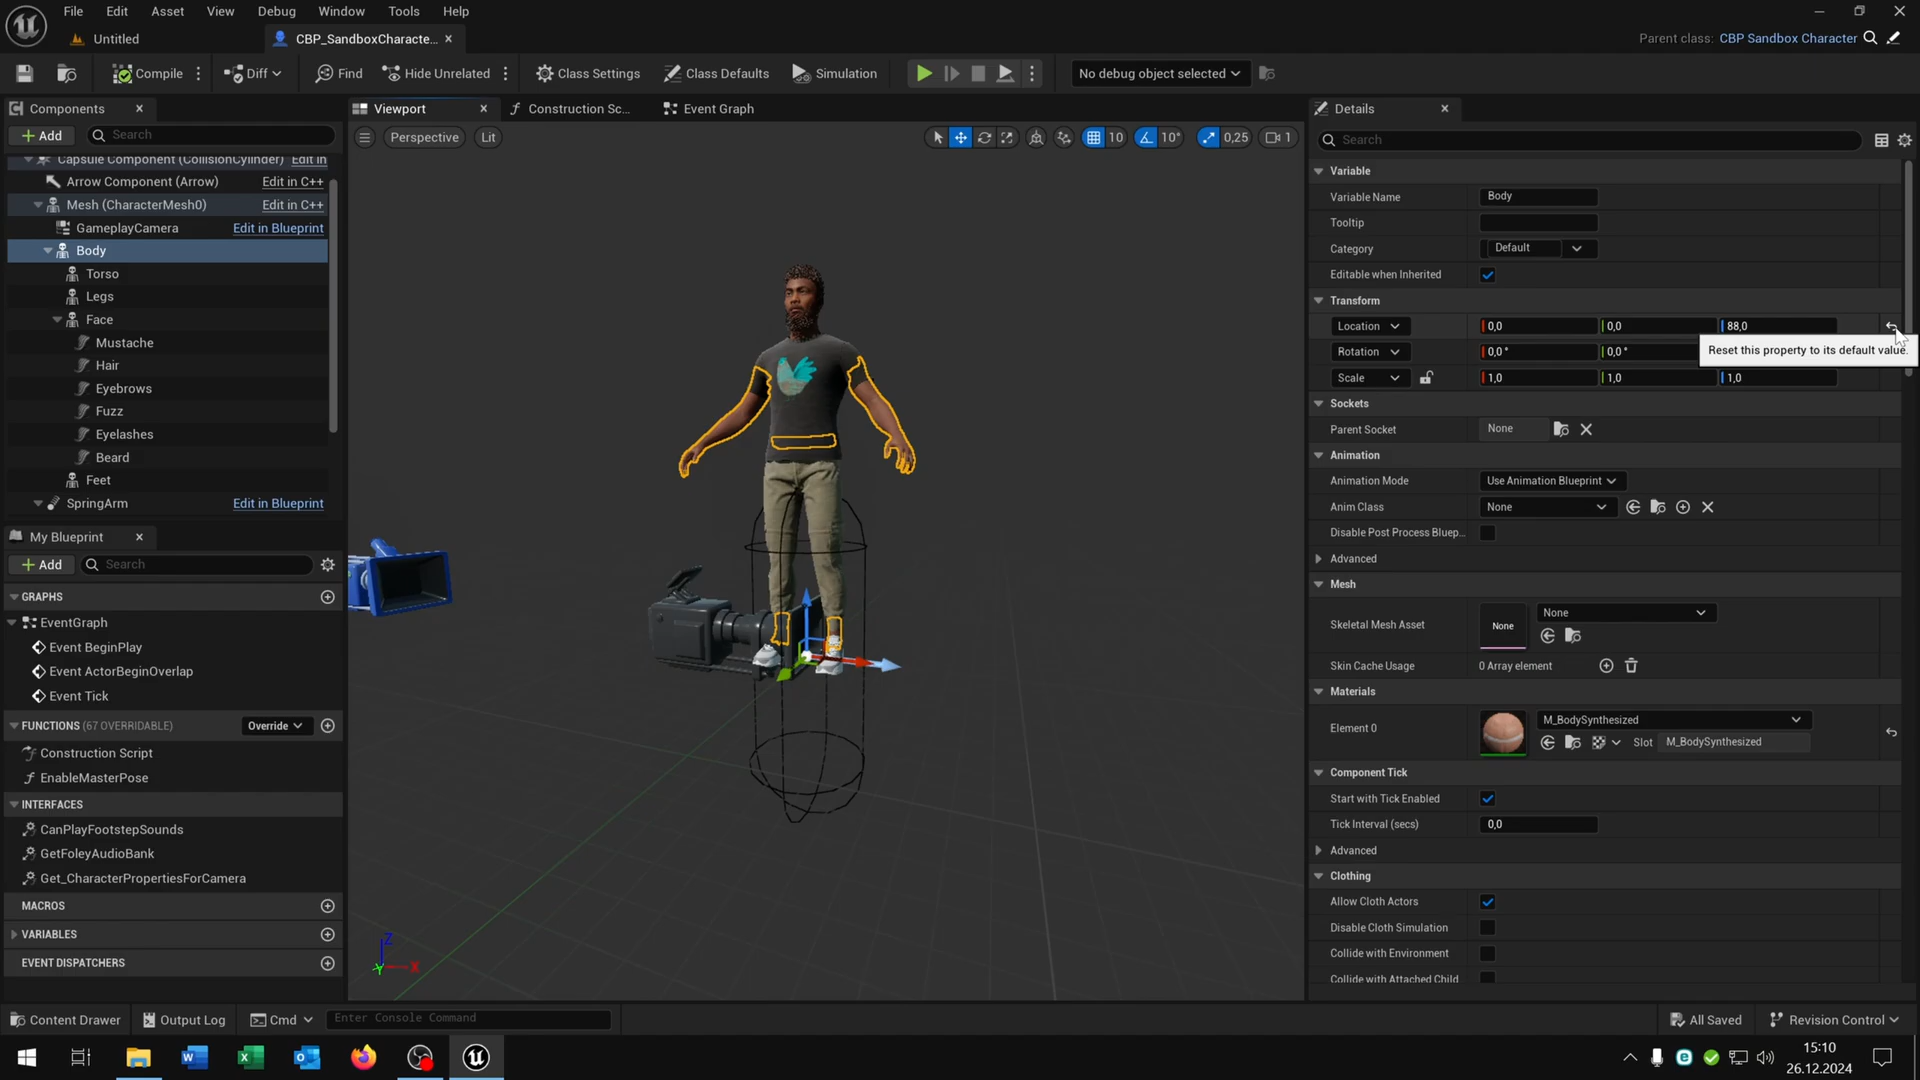 File Edit Asset View Debug Window Tools Help
Untitled
CBP_SandboxCharacte...
Parent class: CBP Sandbox Character
Compile
Diff
Find
Hide Unrelated
Class Settings
Class Defaults
Simulation
No debug object selected
Components
Add
Search
Capsule Component (CollisionCylinder) Edit in
Arrow Component (Arrow) Edit in C++
Mesh (CharacterMesh0) Edit in C++
GameplayCamera Edit in Blueprint
Body
Torso
Legs
Face
Mustache
Hair
Eyebrows
Fuzz
Eyelashes
Beard
Feet
SpringArm Edit in Blueprint
My Blueprint
Add
Search
GRAPHS
EventGraph
Event BeginPlay
Event ActorBeginOverlap
Event Tick
FUNCTIONS (67 OVERRIDABLE) Override
Construction Script
EnableMasterPose
INTERFACES
CanPlayFootstepSounds
GetFoleyAudioBank
Get_CharacterPropertiesForCamera
MACROS
VARIABLES
EVENT DISPATCHERS
Viewport
Construction Sc...
Event Graph
Perspective
Lit
10
10°
0,25
1
Z
Y
X
Details
Search
Variable
Variable Name Body
Tooltip
Category Default
Editable when Inherited
Transform
Location 0,0 0,0 88,0
Reset this property to its default value.
Rotation 0,0 ° 0,0 °
Scale 1,0 1,0 1,0
Sockets
Parent Socket None
Animation
Animation Mode Use Animation Blueprint
Anim Class None
Disable Post Process Bluep...
Advanced
Mesh
Skeletal Mesh Asset None None
Skin Cache Usage 0 Array element
Materials
Element 0 M_BodySynthesized
Slot M_BodySynthesized
Component Tick
Start with Tick Enabled
Tick Interval (secs) 0,0
Advanced
Clothing
Allow Cloth Actors
Disable Cloth Simulation
Collide with Environment
Collide with Attached Child
Content Drawer
Output Log
Cmd
Enter Console Command
All Saved
Revision Control
15:10
26.12.2024